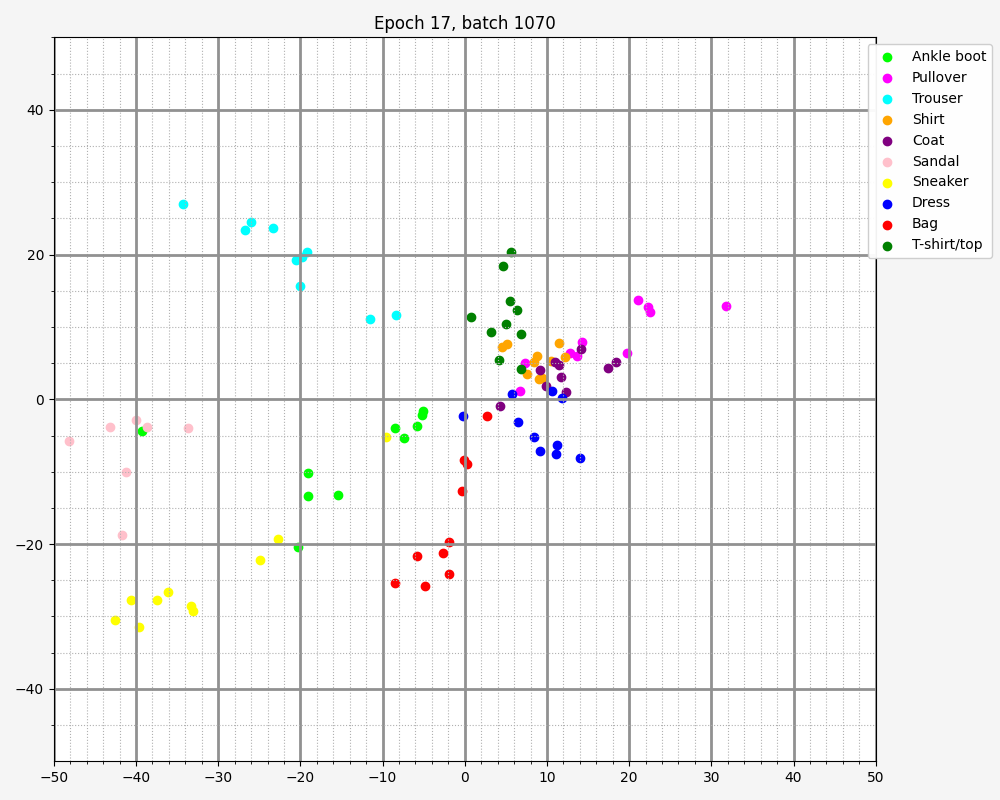 Epoch 17, batch 1070
Ankle boot
Pullover
Trouser
Shirt
Coat
Sandal
Sneaker
Dress
Bag
T-shirt/top
40
20
0
−20
−40
−50 −40 −30 −20 −10 0 10 20 30 40 50